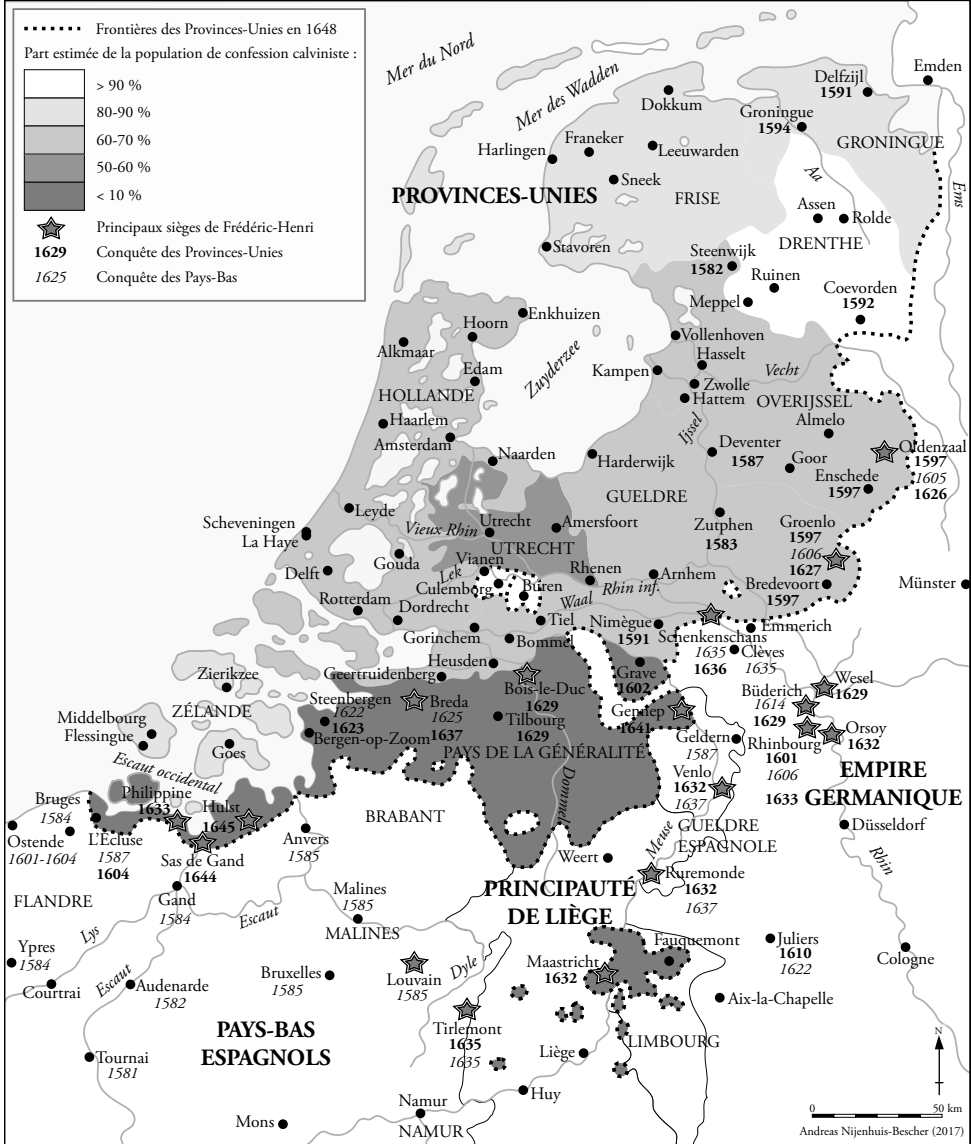 Frontières des Provinces-Unies en 1648
Part estimée de la population de confession calviniste :
> 90 %
80-90 %
60-70 %
50-60 %
< 10 %
Principaux sièges de Frédéric-Henri
1629 Conquête des Provinces-Unies
1625 Conquête des Pays-Bas
Mer du Nord
Mer des Wadden
Emden
Delfzijl
1591
Dokkum
Groningue
1594
GRONINGUE
Harlingen
Franeker
Leeuwarden
Sneek
Aa
Ems
PROVINCES-UNIES
FRISE
Assen
Rolde
DRENTHE
Stavoren
Steenwijk
1582
Ruinen
Meppel
Coevorden
1592
Enkhuizen
Hoorn
Alkmaar
Vollenhoven
Hasselt
Zuyderzee
Edam
Kampen
Zwolle
Vecht
HOLLANDE
Hattem
OVERIJSSEL
Haarlem
Almelo
Ijssel
Amsterdam
Naarden
Harderwijk
Deventer
1587
Goor
Oldenzaal
1597
1605
1626
Enschede
1597
GUELDRE
Leyde
Scheveningen
La Haye
Vieux Rhin
Utrecht
Amersfoort
UTRECHT
Zutphen
1583
Groenlo
1597
1606
1627
Gouda
Vianen
Lek
Delft
Culemborg
Buren
Rhenen
Arnhem
Bredevoort
1597
Münster
Rotterdam
Dordrecht
Waal
Rhin inf.
Gorinchem
Tiel
Bommel
Nimègue
1591
Schenkenschans
1635
1636
Emmerich
Clèves
1635
Heusden
Geertruidenberg
Zierikzee
Steenbergen
1622
1623
Breda
1625
1637
Bois-le-Duc
1629
Tilbourg
1629
Grave
1602
Gennep
1641
Wesel
1629
Büderich
1614
1629
Orsoy
1632
ZÉLANDE
Middelbourg
Flessingue
Goes
Bergen-op-Zoom
PAYS DE LA GÉNÉRALITÉ
Geldern
1587
Rhinbourg
1601
1606
1633
Escaut occidental
Philippine
1633
Hulst
1645
Venlo
1632
1637
EMPIRE
GERMANIQUE
Bruges
1584
Ostende
1601-1604
L'Ecluse
1587
1604
Sas de Gand
1644
Anvers
1585
BRABANT
Dommel
Meuse
GUELDRE
ESPAGNOLE
Düsseldorf
Weert
Rhin
FLANDRE
Gand
1584
Malines
1585
MALINES
PRINCIPAUTÉ
DE LIÈGE
Ruremonde
1632
1637
Lys
Escaut
Ypres
1584
Courtrai
Escaut
Audenarde
1582
Bruxelles
1585
Louvain
1585
Dyle
Maastricht
1632
Fauquemont
Juliers
1610
1622
Cologne
Aix-la-Chapelle
PAYS-BAS
ESPAGNOLS
Tirlemont
1635
1635
Liège
LIMBOURG
Tournai
1581
Huy
Mons
Namur
NAMUR
N
0 50 km
Andreas Nijenhuis-Bescher (2017)